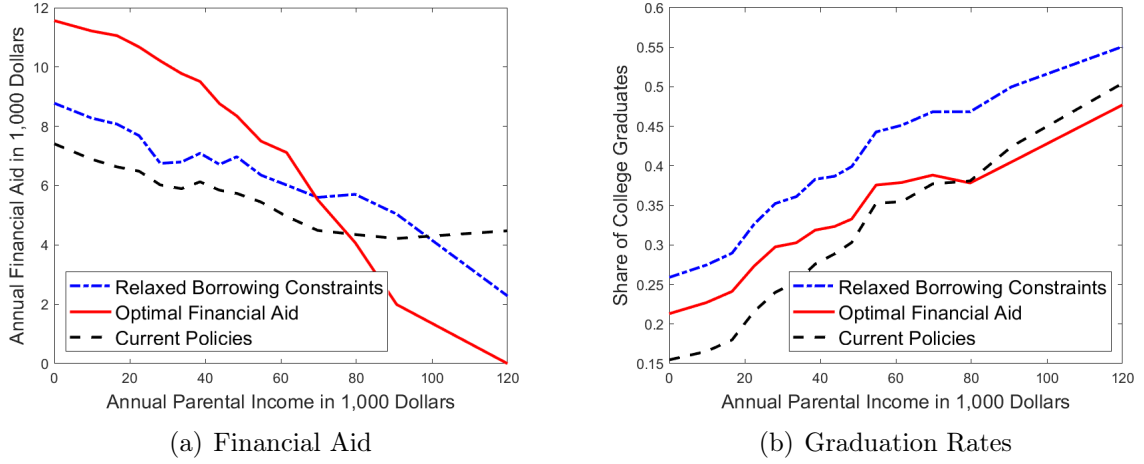 12
10
8
6
4
2
0
Annual Financial Aid in 1,000 Dollars
Relaxed Borrowing Constraints
Optimal Financial Aid
Current Policies
0 20 40 60 80 100 120
Annual Parental Income in 1,000 Dollars
(a) Financial Aid
0.6
0.55
0.5
0.45
0.4
0.35
0.3
0.25
0.2
0.15
Share of College Graduates
Relaxed Borrowing Constraints
Optimal Financial Aid
Current Policies
0 20 40 60 80 100 120
Annual Parental Income in 1,000 Dollars
(b) Graduation Rates